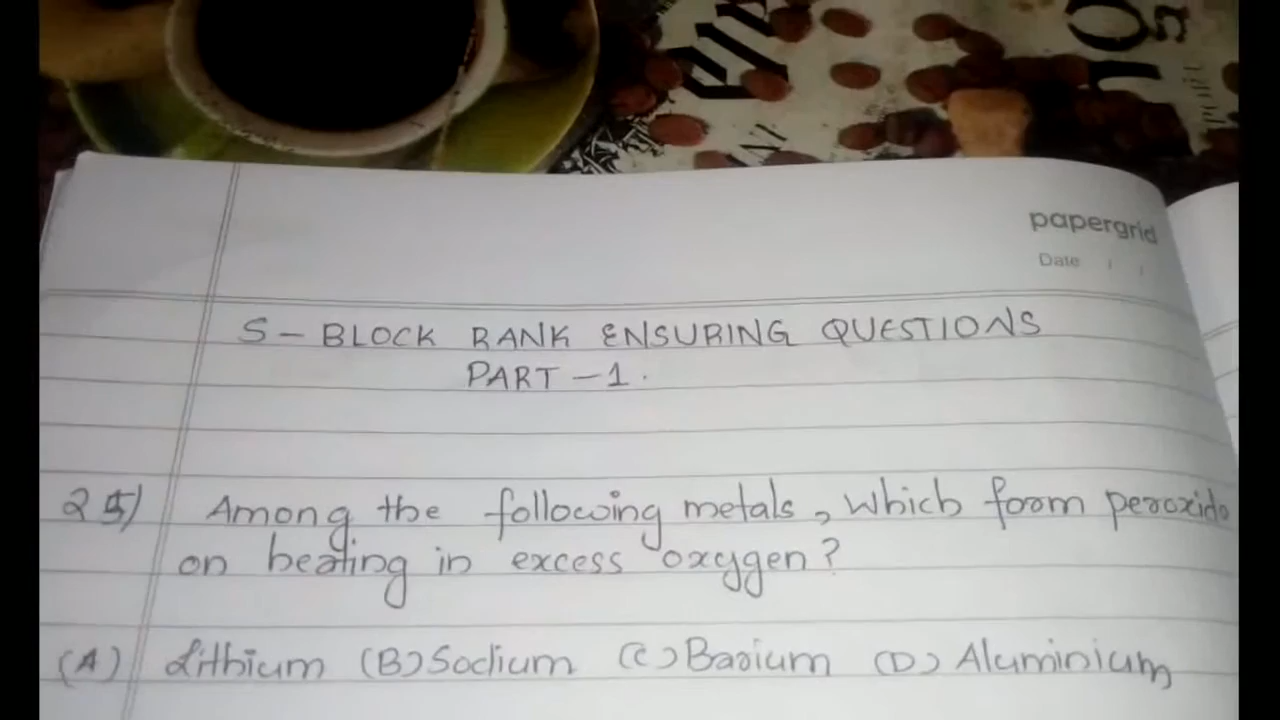 papergrid
Date / /
S - BLOCK RANK ENSURING QUESTIONS
PART - 1.
25) Among the following metals, which form peroxide
on heating in excess oxygen?
(A) Lithium (B) Sodium (C) Barium (D) Aluminium